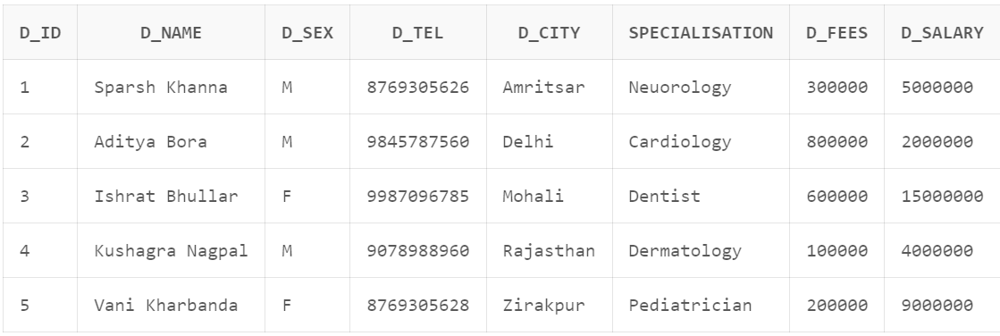 D_ID D_NAME D_SEX D_TEL D_CITY SPECIALISATION D_FEES D_SALARY
1 Sparsh Khanna M 8769305626 Amritsar Neuorology 300000 5000000
2 Aditya Bora M 9845787560 Delhi Cardiology 800000 2000000
3 Ishrat Bhullar F 9987096785 Mohali Dentist 600000 15000000
4 Kushagra Nagpal M 9078988960 Rajasthan Dermatology 100000 4000000
5 Vani Kharbanda F 8769305628 Zirakpur Pediatrician 200000 9000000